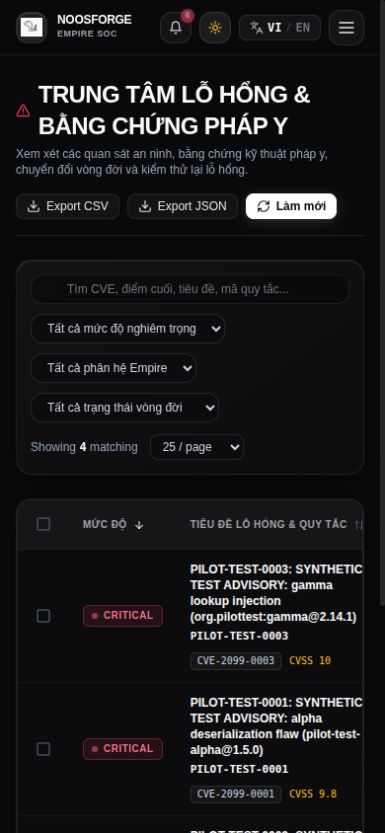 NOOSFORGE
EMPIRE SOC
8
VI / EN
TRUNG TÂM LỖ HỔNG &
BẰNG CHỨNG PHÁP Y
Xem xét các quan sát an ninh, bằng chứng kỹ thuật pháp y,
chuyển đổi vòng đời và kiểm thử lại lỗ hổng.
Export CSV
Export JSON
Làm mới
Tìm CVE, điểm cuối, tiêu đề, mã quy tắc...
Tất cả mức độ nghiêm trọng
Tất cả phân hệ Empire
Tất cả trạng thái vòng đời
Showing 4 matching
25 / page
MỨC ĐỘ ↓ TIÊU ĐỀ LỖ HỔNG & QUY TẮC ↑↓
PILOT-TEST-0003: SYNTHETIC
TEST ADVISORY: gamma
lookup injection
(org.pilottest:gamma@2.14.1)
CRITICAL
PILOT-TEST-0003
CVE-2099-0003 CVSS 10
PILOT-TEST-0001: SYNTHETIC
TEST ADVISORY: alpha
deserialization flaw (pilot-test-
alpha@1.5.0)
CRITICAL
PILOT-TEST-0001
CVE-2099-0001 CVSS 9.8